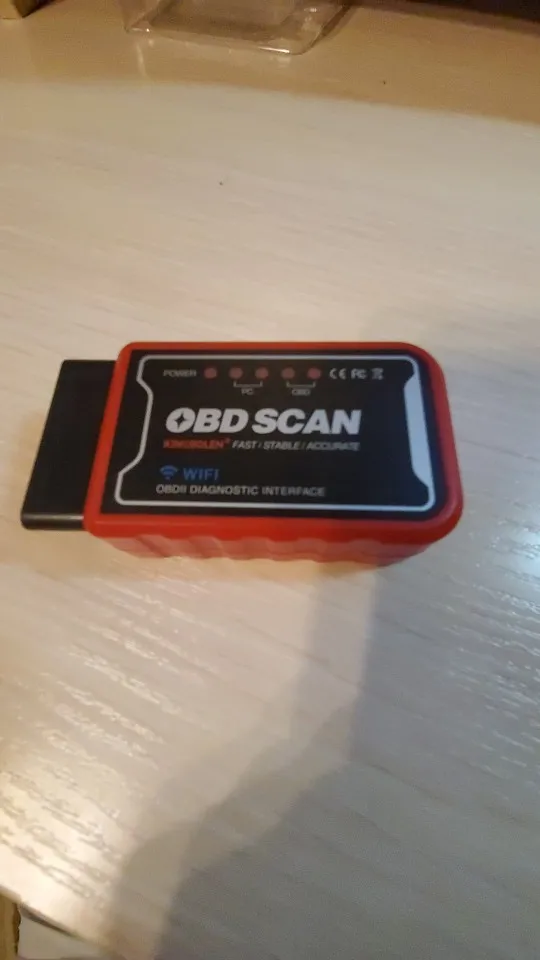 POWER PC OBD CE FC
OBD SCAN
KINGBOLEN® FAST / STABLE / ACCURATE
WIFI
OBDII DIAGNOSTIC INTERFACE